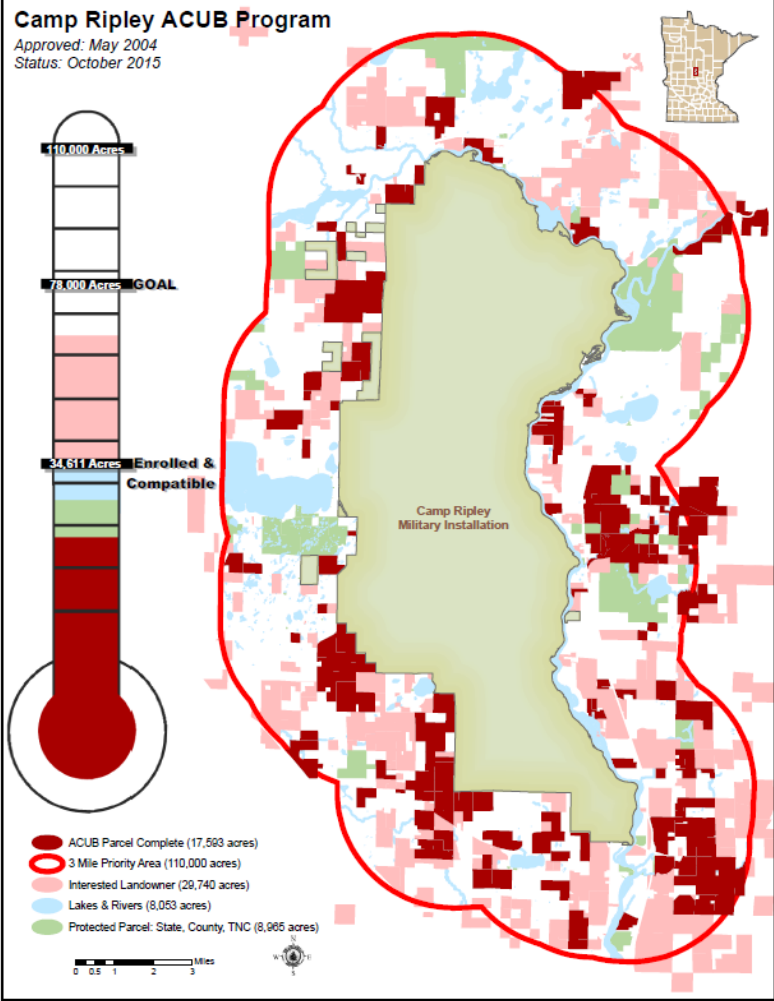 Camp Ripley ACUB Program
Approved: May 2004
Status: October 2015
110,000 Acres
78,000 Acres GOAL
34,611 Acres Enrolled &
Compatible
Camp Ripley
Military Installation
ACUB Parcel Complete (17,593 acres)
3 Mile Priority Area (110,000 acres)
Interested Landowner (29,740 acres)
Lakes & Rivers (8,053 acres)
Protected Parcel: State, County, TNC (8,965 acres)
Miles
0 0.5 1 2 3
N
W E
S